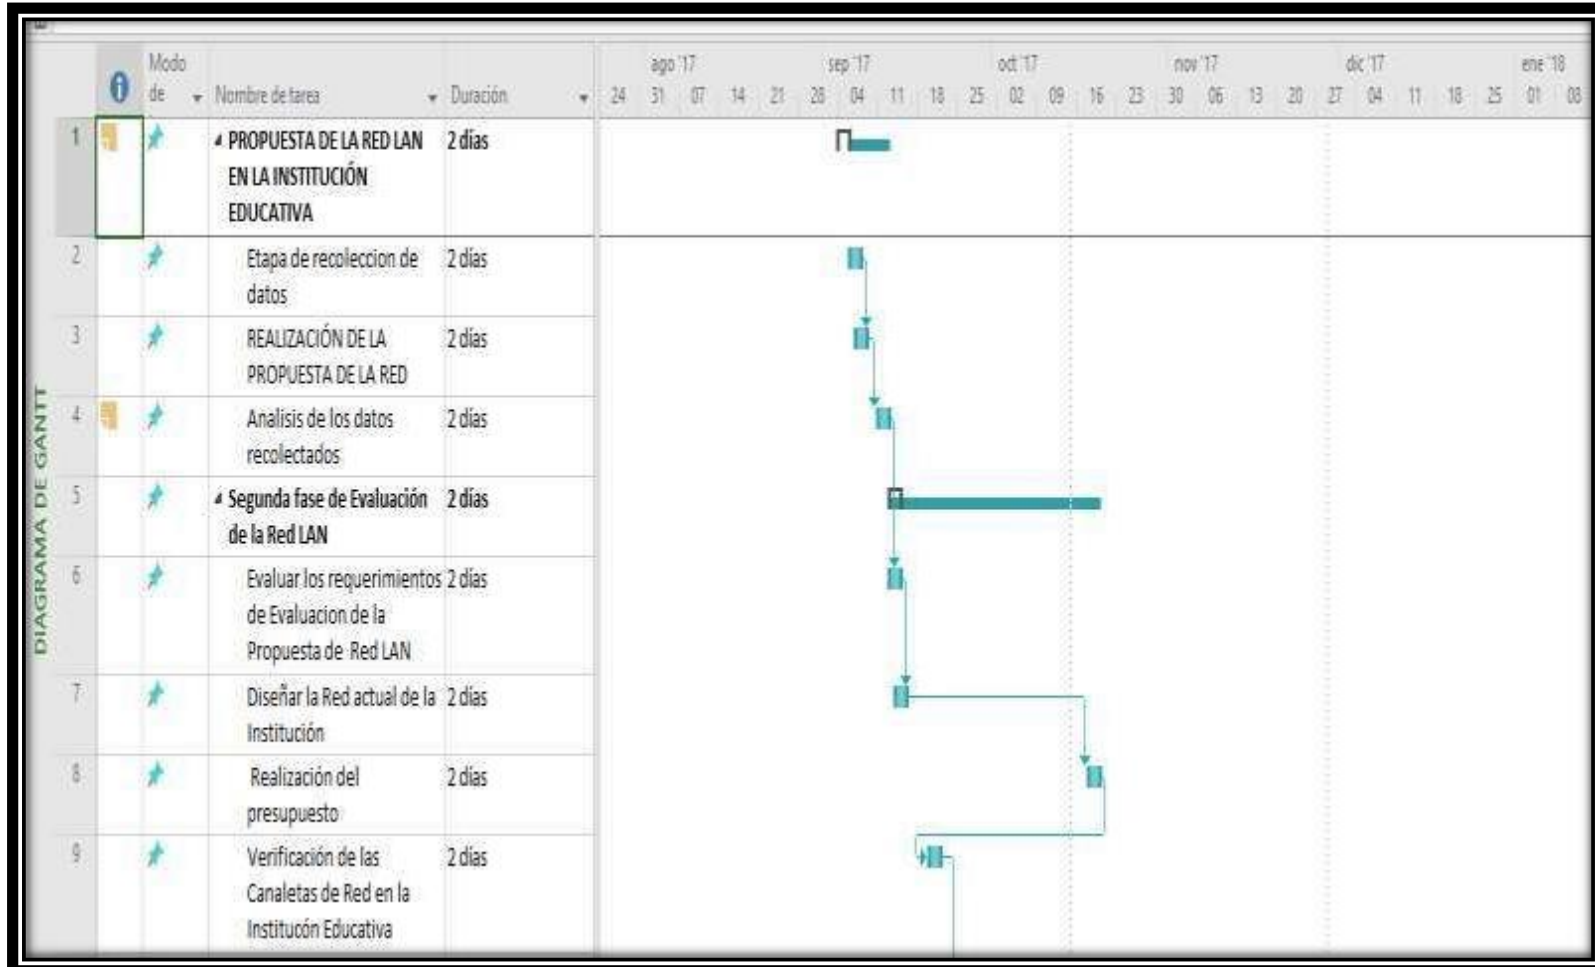 DIAGRAMA DE GANTT
Modo
de
Nombre de tarea
Duración
ago '17
sep '17
oct '17
nov '17
dic '17
ene '18
24 31 07 14 21 28 04 11 18 25 02 09 16 23 30 06 13 20 27 04 11 18 25 01 08
1
PROPUESTA DE LA RED LAN 2 días
EN LA INSTITUCIÓN
EDUCATIVA
2
Etapa de recoleccion de 2 días
datos
3
REALIZACIÓN DE LA 2 días
PROPUESTA DE LA RED
4
Analisis de los datos 2 días
recolectados
5
Segunda fase de Evaluación 2 días
de la Red LAN
6
Evaluar los requerimientos 2 días
de Evaluacion de la
Propuesta de Red LAN
7
Diseñar la Red actual de la 2 días
Institución
8
Realización del 2 días
presupuesto
9
Verificación de las 2 días
Canaletas de Red en la
Institucón Educativa